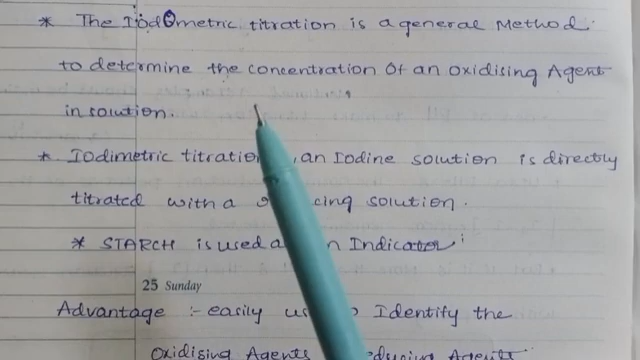 * The IodOmetric titration is a general Method
to determine the concentration Of an oxidising Agent
in solution.
* Iodimetric titration, an Iodine solution is directly
titrated with a solution.
* STARCH is used Indicator
25 Sunday
Advantage :- easily Identify the
Oxidising Agents Agents